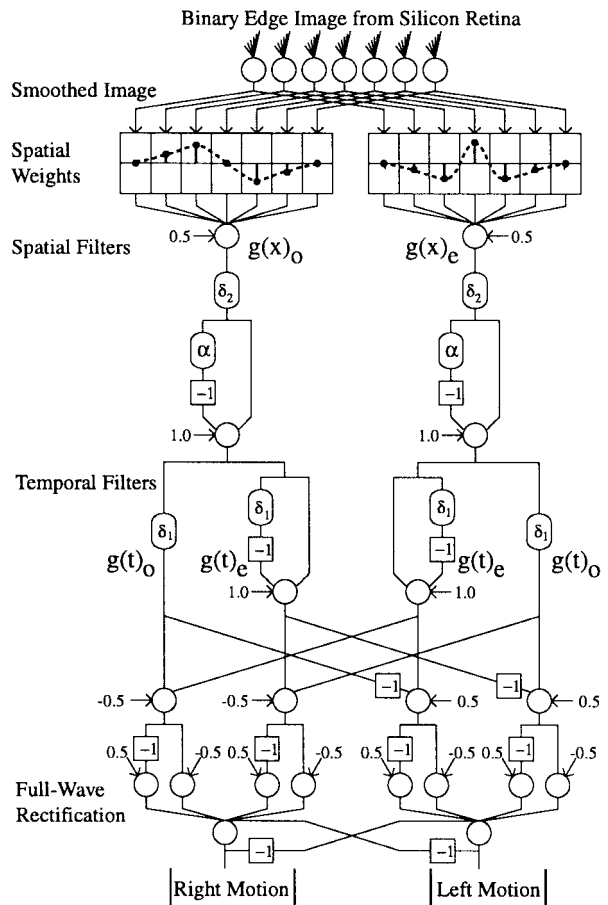 Binary Edge Image from Silicon Retina
Smoothed Image
Spatial
Weights
0.5
g(x)o
g(x)e
0.5
Spatial Filters
δ2
δ2
α
α
−1
−1
1.0
1.0
Temporal Filters
δ1
δ1
δ1
δ1
−1
−1
g(t)o
g(t)e
g(t)e
g(t)o
1.0
1.0
−1
−1
-0.5
-0.5
0.5
0.5
0.5
−1
-0.5
0.5
−1
-0.5
0.5
−1
-0.5
0.5
−1
-0.5
Full-Wave
Rectification
−1
−1
Right Motion
Left Motion